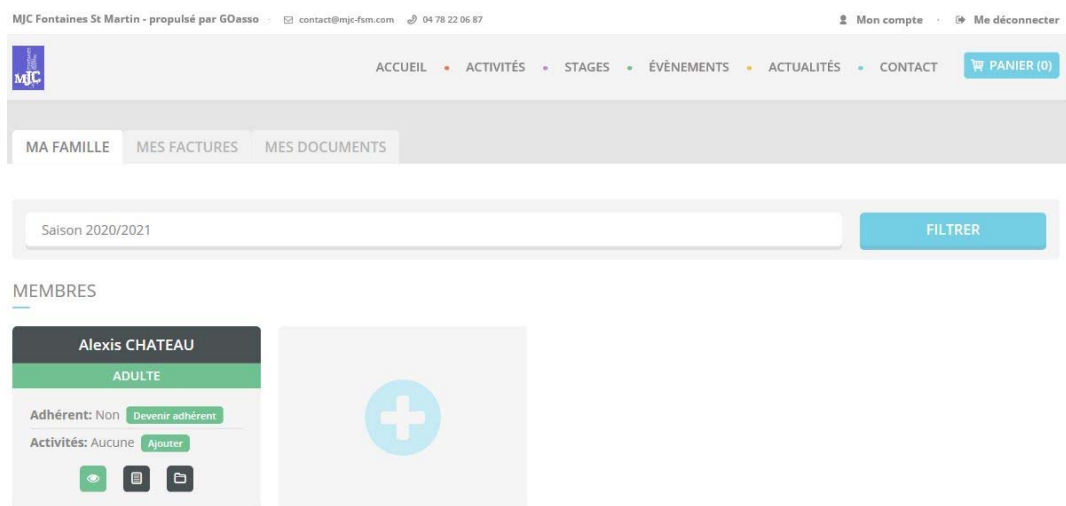 MJC Fontaines St Martin - propulsé par GOasso · contact@mjc-fsm.com 04 78 22 06 87 Mon compte · Me déconnecter
MJC
ACCUEIL • ACTIVITÉS • STAGES • ÉVÈNEMENTS • ACTUALITÉS • CONTACT PANIER (0)
MA FAMILLE MES FACTURES MES DOCUMENTS
Saison 2020/2021 FILTRER
MEMBRES
Alexis CHATEAU
ADULTE
Adhérent: Non Devenir adhérent
Activités: Aucune Ajouter